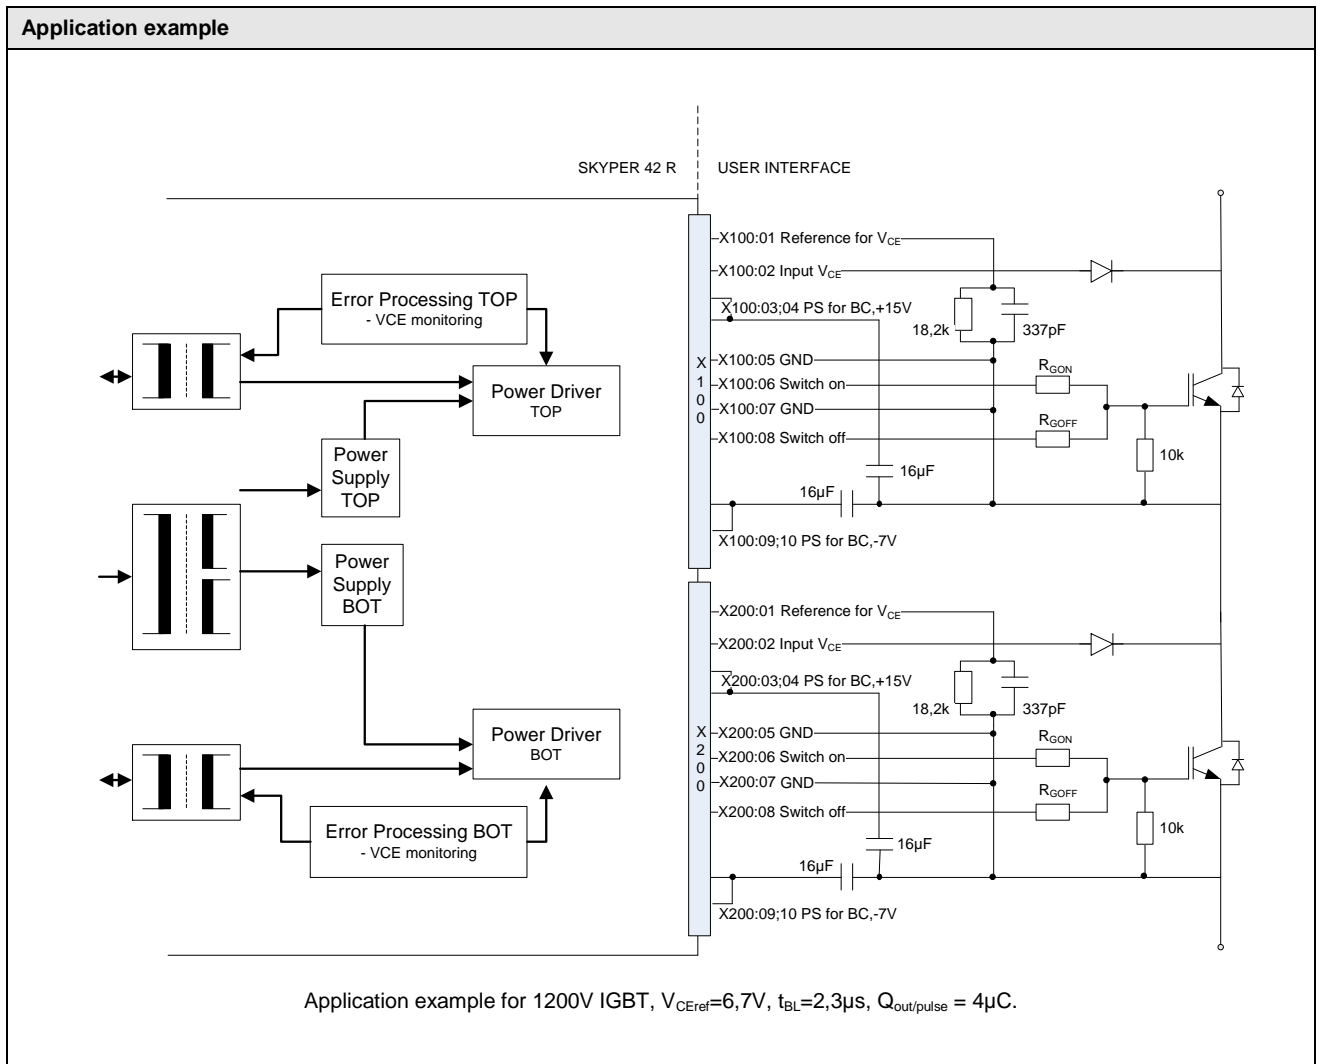 Application example
SKYPER 42 R
USER INTERFACE
X100:01 Reference for VCE
X100:02 Input VCE
X100:03;04 PS for BC,+15V
18,2k
337pF
X100:05 GND
X100:06 Switch on
X100:07 GND
X100:08 Switch off
RGON
RGOFF
10k
16µF
16µF
X100:09;10 PS for BC,-7V
X100
Error Processing TOP
- VCE monitoring
Power Driver
TOP
Power
Supply
TOP
Power
Supply
BOT
Power Driver
BOT
Error Processing BOT
- VCE monitoring
X200:01 Reference for VCE
X200:02 Input VCE
X200:03;04 PS for BC,+15V
18,2k
337pF
X200:05 GND
X200:06 Switch on
X200:07 GND
X200:08 Switch off
RGON
RGOFF
10k
16µF
16µF
X200:09;10 PS for BC,-7V
X200
Application example for 1200V IGBT, VCEref=6,7V, tBL=2,3µs, Qout/pulse = 4µC.